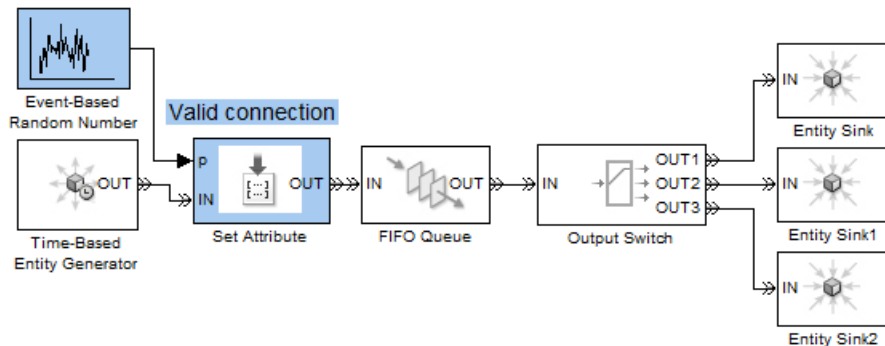 Event-Based
Random Number
Valid connection
p
IN
OUT
Set Attribute
OUT
Time-Based
Entity Generator
IN
OUT
FIFO Queue
IN
OUT1
OUT2
OUT3
Output Switch
IN
Entity Sink
IN
Entity Sink1
IN
Entity Sink2